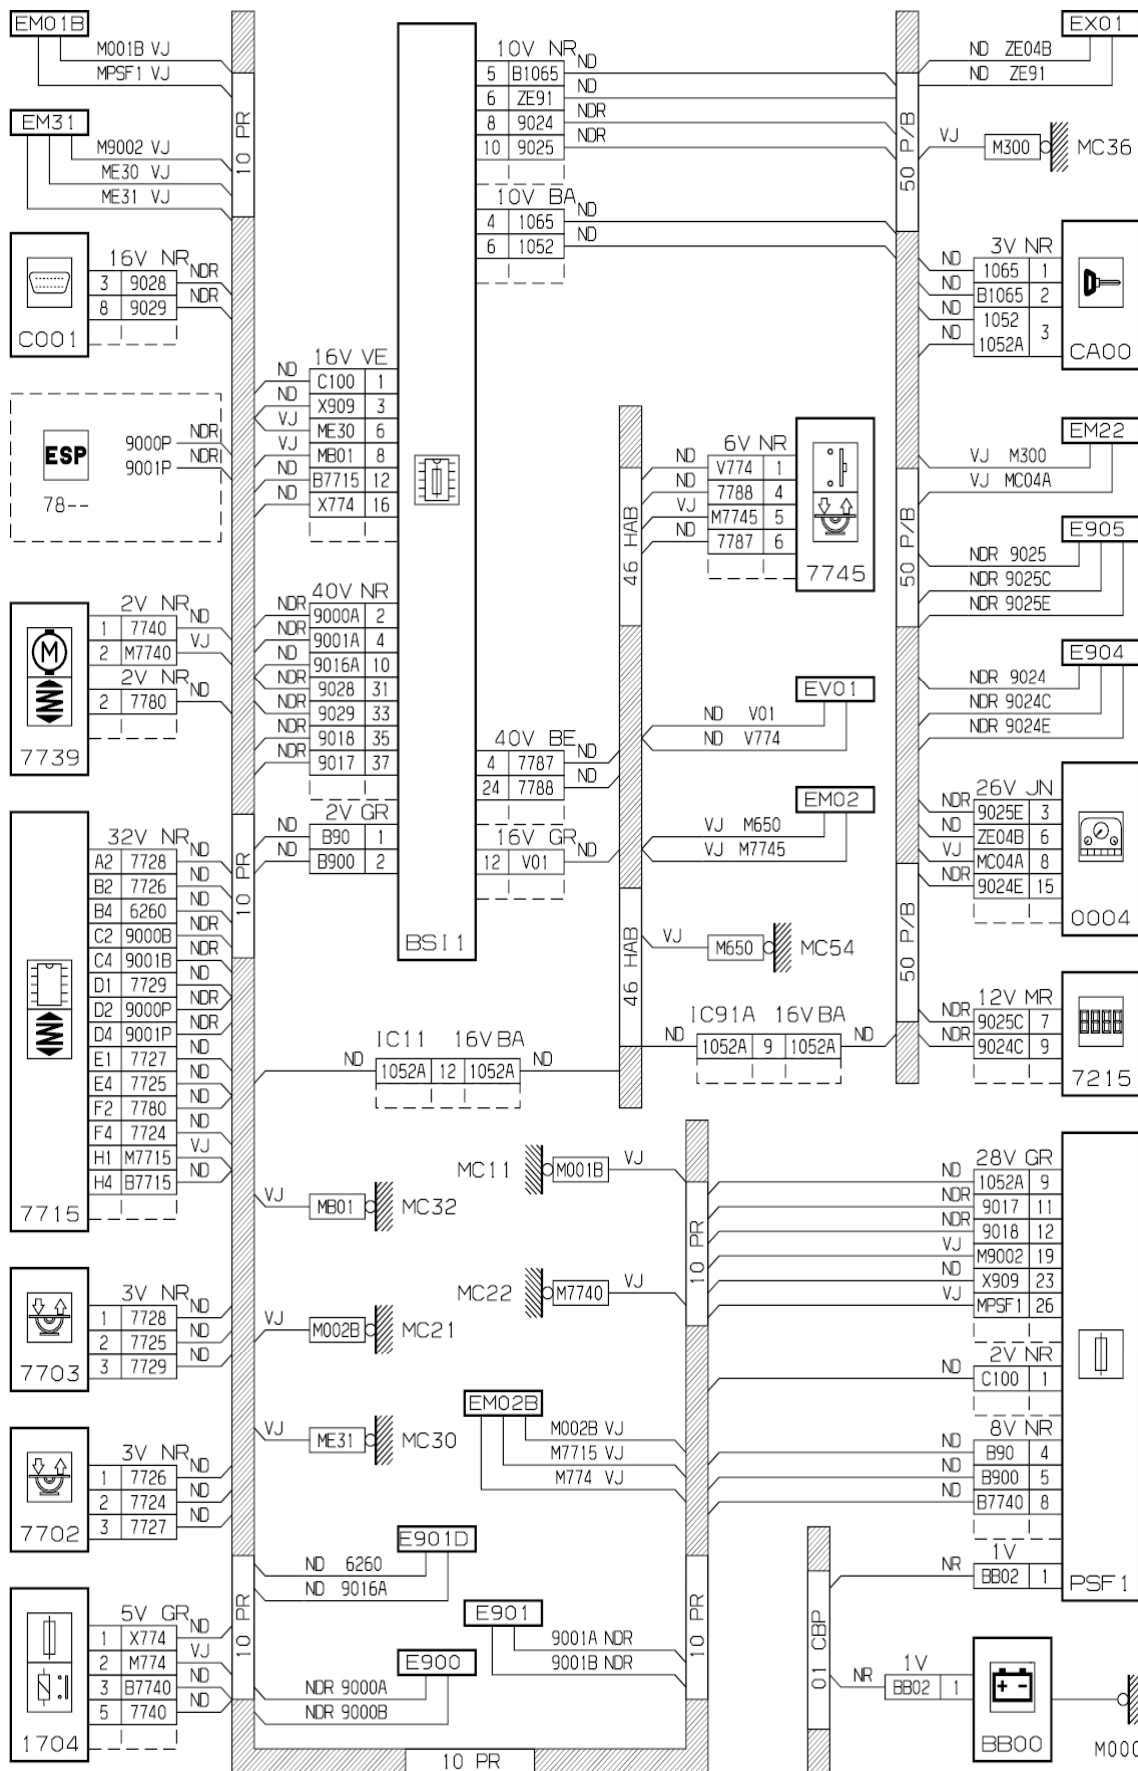 EM01B
M001B VJ
MPSF1 VJ
EM31
M9002 VJ
ME30 VJ
ME31 VJ
10 PR
16V NR
3 9028 NDR
8 9029 NDR
C001
ESP
9000P NDR
9001P NDR
78--
2V NR
1 7740 ND
2 M7740 VJ
2V NR
2 7780 ND
M
7739
32V NR
A2 7728 ND
B2 7726 ND
B4 6260 ND
C2 9000B NDR
C4 9001B NDR
D1 7729 ND
D2 9000P NDR
D4 9001P NDR
E1 7727 ND
E4 7725 ND
F2 7780 ND
F4 7724 ND
H1 M7715 VJ
H4 B7715 ND
7715
10 PR
3V NR
1 7728 ND
2 7725 ND
3 7729 ND
7703
3V NR
1 7726 ND
2 7724 ND
3 7727 ND
7702
5V GR
1 X774 ND
2 M774 VJ
3 B7740 ND
5 7740 ND
1704
10 PR
16V VE
ND C100 1
ND X909 3
VJ ME30 6
VJ MB01 8
ND B7715 12
ND X774 16
40V NR
NDR 9000A 2
NDR 9001A 4
ND 9016A 10
NDR 9028 31
NDR 9029 33
NDR 9018 35
NDR 9017 37
2V GR
ND B90 1
ND B900 2
BSI1
10V NR
5 B1065 ND
6 ZE91 ND
8 9024 NDR
10 9025 NDR
10V BA
4 1065 ND
6 1052 ND
40V BE
4 7787 ND
24 7788 ND
16V GR
12 V01 ND
46 HAB
6V NR
ND V774 1
ND 7788 4
VJ M7745 5
ND 7787 6
7745
EV01
ND V01
ND V774
EM02
VJ M650
VJ M7745
46 HAB
VJ M650 MC54
IC11 16V BA
ND 1052A 12 1052A ND
IC91A 16V BA
ND 1052A 9 1052A ND
VJ MB01 MC32
VJ M002B MC21
VJ ME31 MC30
MC11 M001B VJ
MC22 M7740 VJ
10 PR
EM02B
M002B VJ
M7715 VJ
M774 VJ
E901D
ND 6260
ND 9016A
E901
9001A NDR
9001B NDR
E900
NDR 9000A
NDR 9000B
10 PR
10 PR
EX01
ND ZE04B
ND ZE91
50 P/B
VJ M300 MC36
3V NR
ND 1065 1
ND B1065 2
ND 1052
ND 1052A 3
CA00
EM22
VJ M300
VJ MC04A
50 P/B
E905
NDR 9025
NDR 9025C
NDR 9025E
E904
NDR 9024
NDR 9024C
NDR 9024E
26V JN
NDR 9025E 3
ND ZE04B 6
VJ MC04A 8
NDR 9024E 15
0004
50 P/B
12V MR
NDR 9025C 7
NDR 9024C 9
7215
28V GR
ND 1052A 9
NDR 9017 11
NDR 9018 12
VJ M9002 19
ND X909 23
VJ MPSF1 26
2V NR
ND C100 1
8V NR
ND B90 4
ND B900 5
ND B7740 8
1V
NR BB02 1
PSF1
01 CBP
1V
NR BB02 1
+ -
BB00
M000